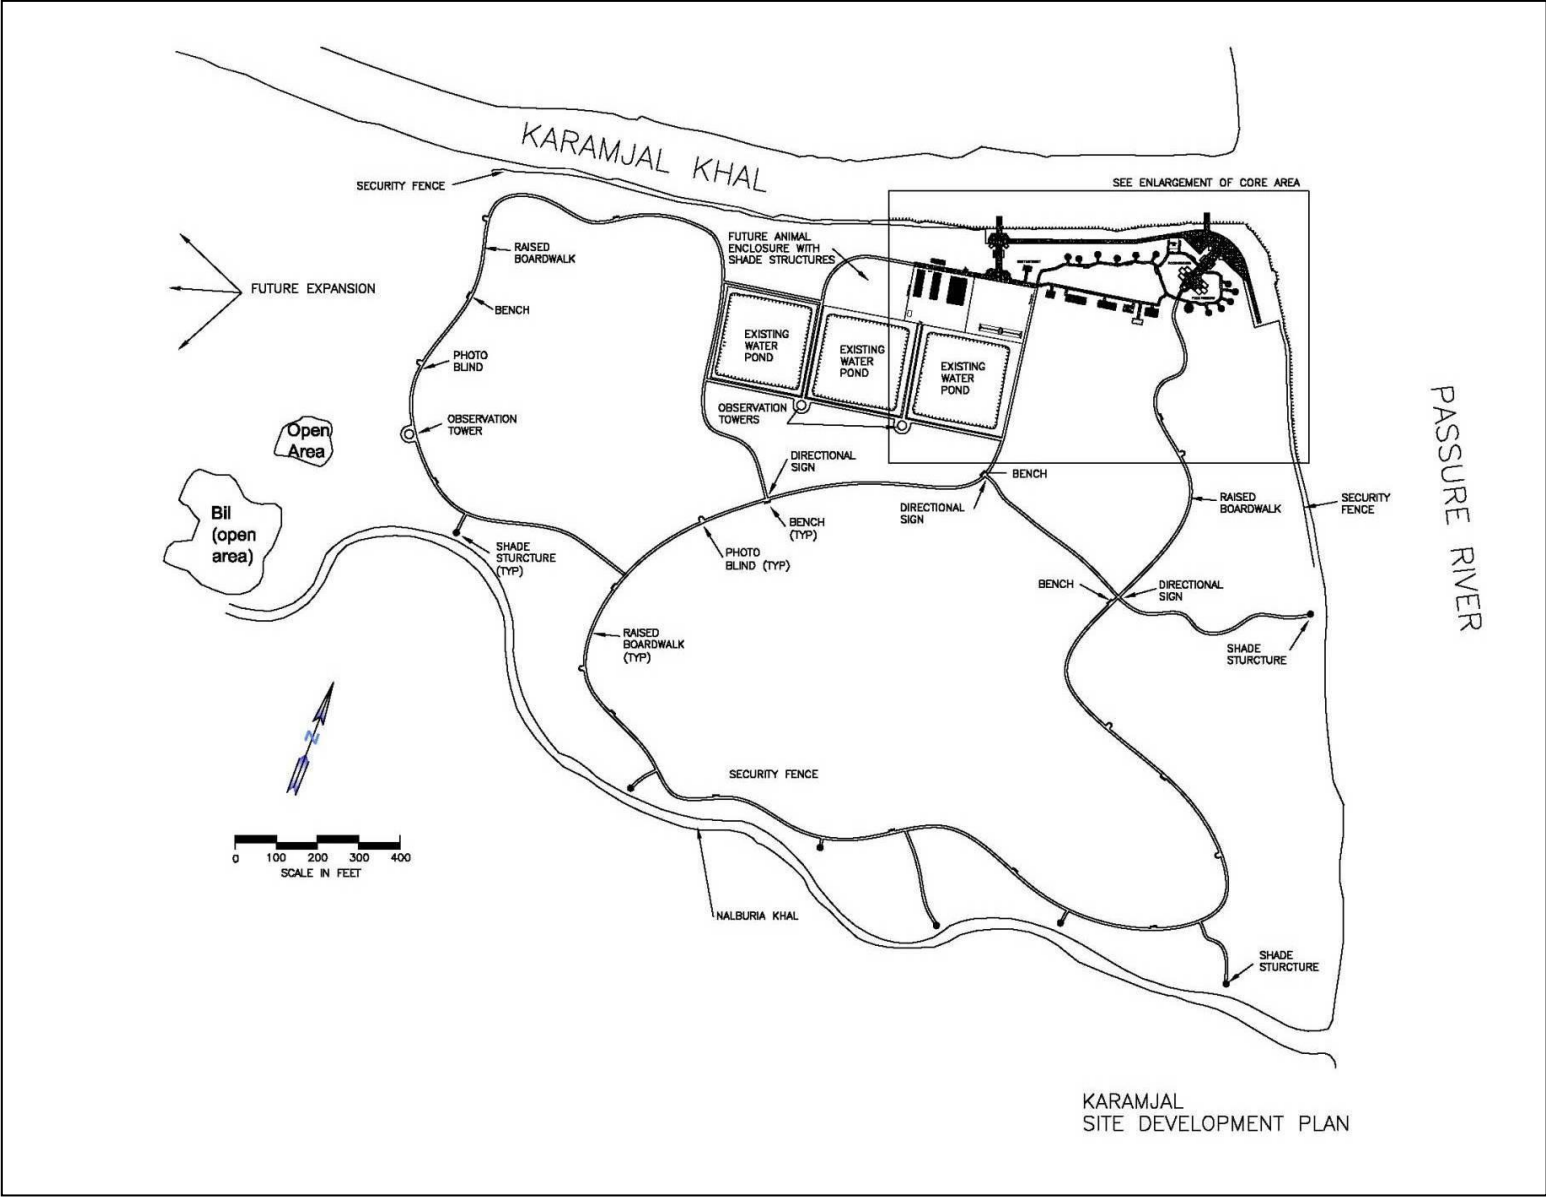 KARAMJAL KHAL
SECURITY FENCE
SEE ENLARGEMENT OF CORE AREA
RAISED
BOARDWALK
FUTURE ANIMAL
ENCLOSURE WITH
SHADE STRUCTURES
FUTURE EXPANSION
BENCH
EXISTING
WATER
POND
EXISTING
WATER
POND
EXISTING
WATER
POND
PHOTO
BLIND
OBSERVATION
TOWER
OBSERVATION
TOWERS
PASSURE RIVER
Open
Area
DIRECTIONAL
SIGN
BENCH
DIRECTIONAL
SIGN
RAISED
BOARDWALK
SECURITY
FENCE
Bil
(open
area)
BENCH
(TYP)
SHADE
STURCTURE
(TYP)
PHOTO
BLIND (TYP)
BENCH
DIRECTIONAL
SIGN
RAISED
BOARDWALK
(TYP)
SHADE
STURCTURE
N
SECURITY FENCE
0 100 200 300 400
SCALE IN FEET
NALBURIA KHAL
SHADE
STURCTURE
KARAMJAL
SITE DEVELOPMENT PLAN